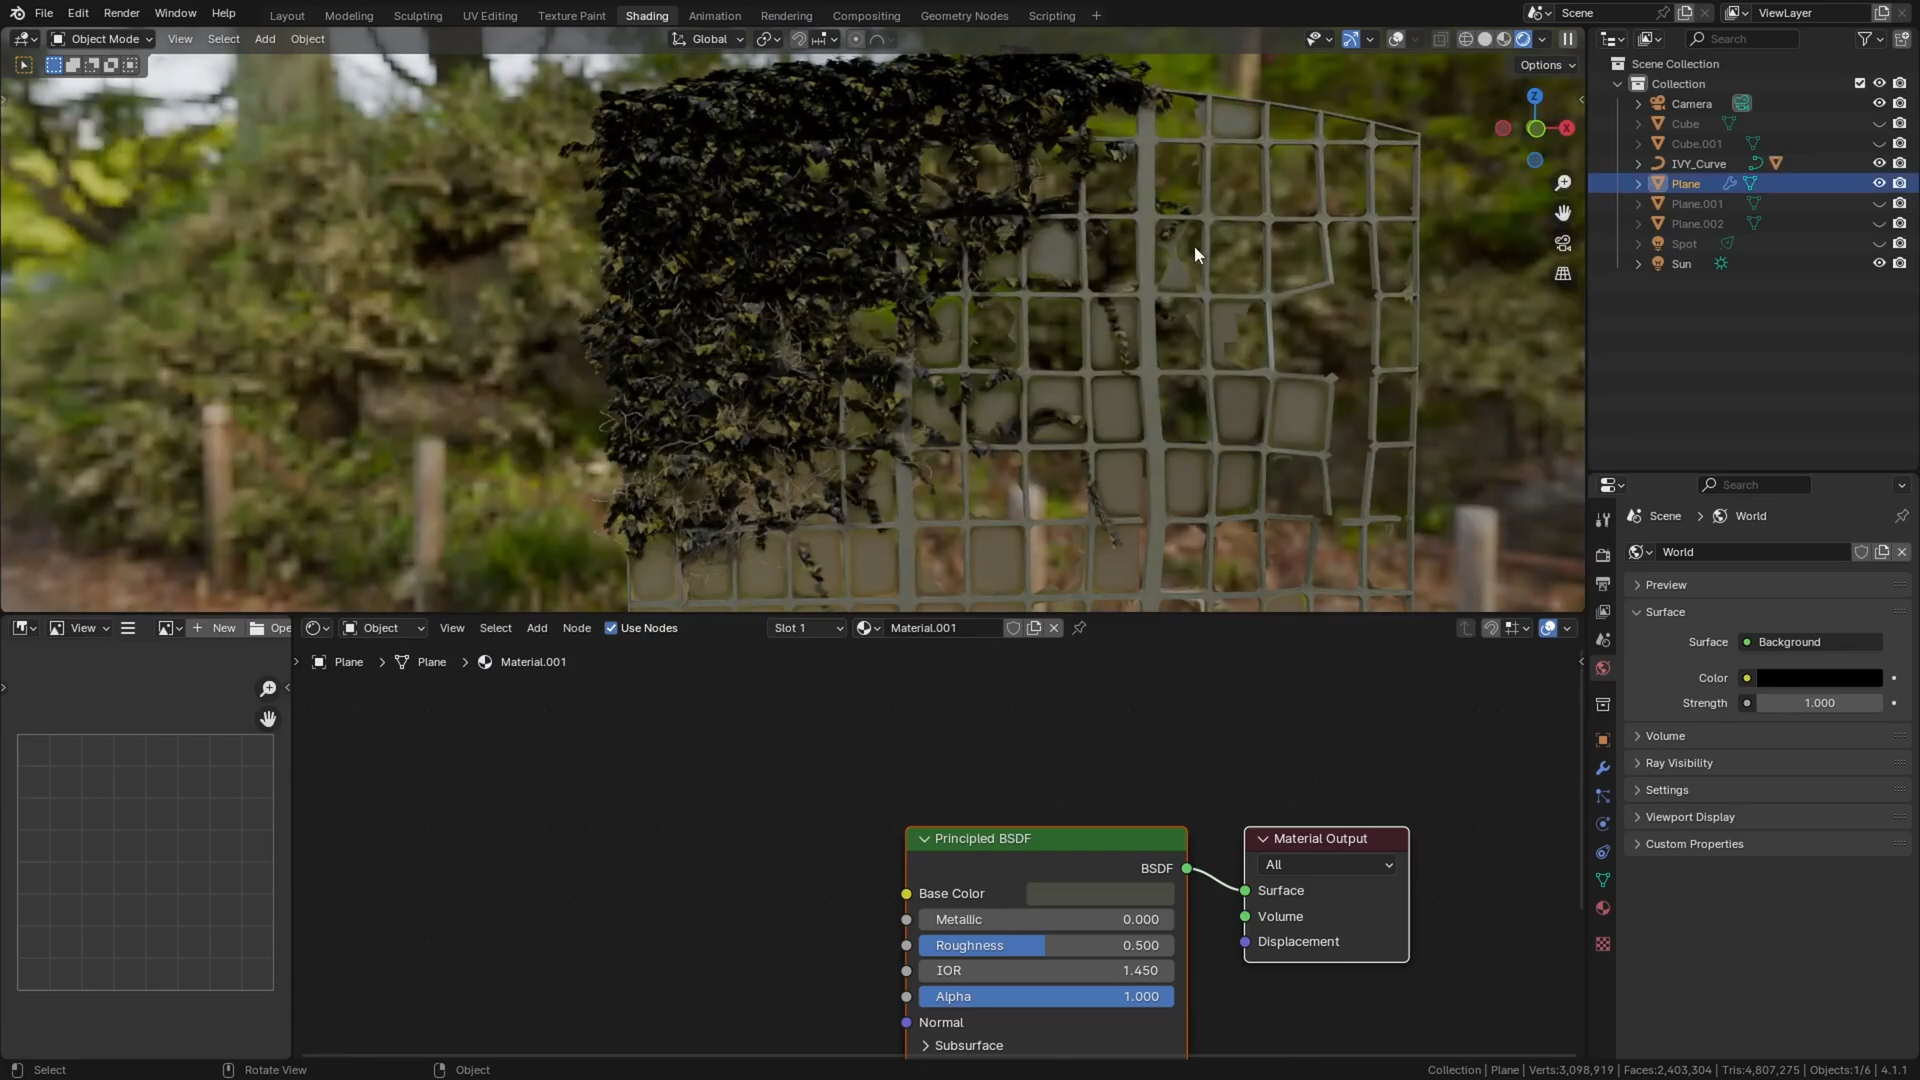 File Edit Render Window Help Layout Modeling Sculpting UV Editing Texture Paint Shading Animation Rendering Compositing Geometry Nodes Scripting + Scene ViewLayer
Object Mode View Select Add Object Global Search
Options
Z
X
Scene Collection
Collection
Camera
Cube
Cube.001
IVY_Curve
Plane
Plane.001
Plane.002
Spot
Sun
Search
Scene > World
World
Preview
Surface
Surface Background
Color
Strength 1.000
Volume
Ray Visibility
Settings
Viewport Display
Custom Properties
View + New Ope
Object View Select Add Node Use Nodes Slot 1 Material.001
Plane > Plane > Material.001
Principled BSDF
BSDF
Base Color
Metallic 0.000
Roughness 0.500
IOR 1.450
Alpha 1.000
Normal
Subsurface
Material Output
All
Surface
Volume
Displacement
Select Rotate View Object Collection | Plane | Verts:3,098,919 | Faces:2,403,304 | Tris:4,807,275 | Objects:1/6 | 4.1.1